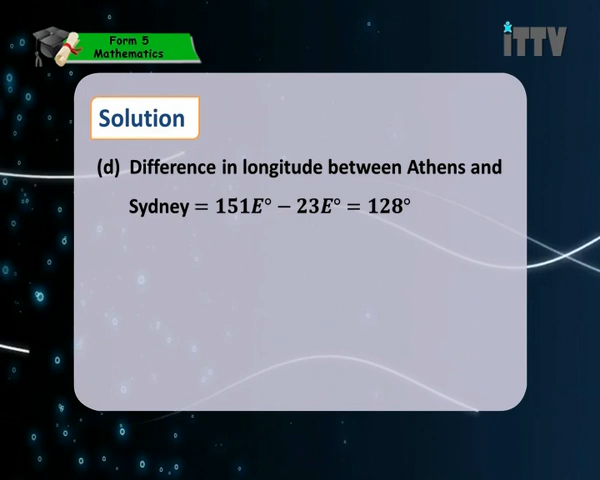 Form 5
Mathematics
iTTV
Solution
(d) Difference in longitude between Athens and
Sydney = 151E° − 23E° = 128°